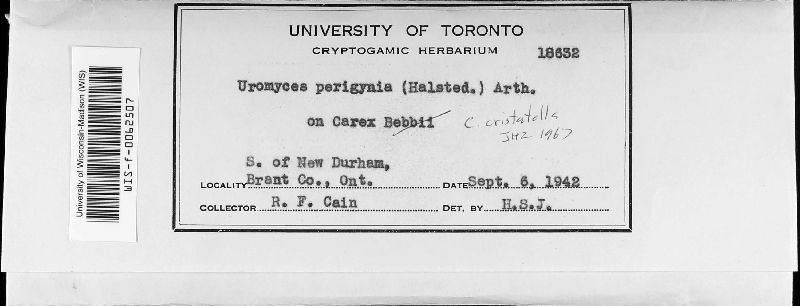 UNIVERSITY OF TORONTO
CRYPTOGAMIC HERBARIUM 18632
Uromyces perigynia (Halsted.) Arth.
on Carex Bebbii C. cristatella
JHZ 1967
S. of New Durham,
LOCALITY Brant Co., Ont. DATE Sept. 6, 1942
COLLECTOR R. F. Cain DET. BY H.S.J.
University of Wisconsin-Madison (WIS)
WIS-f-0062507